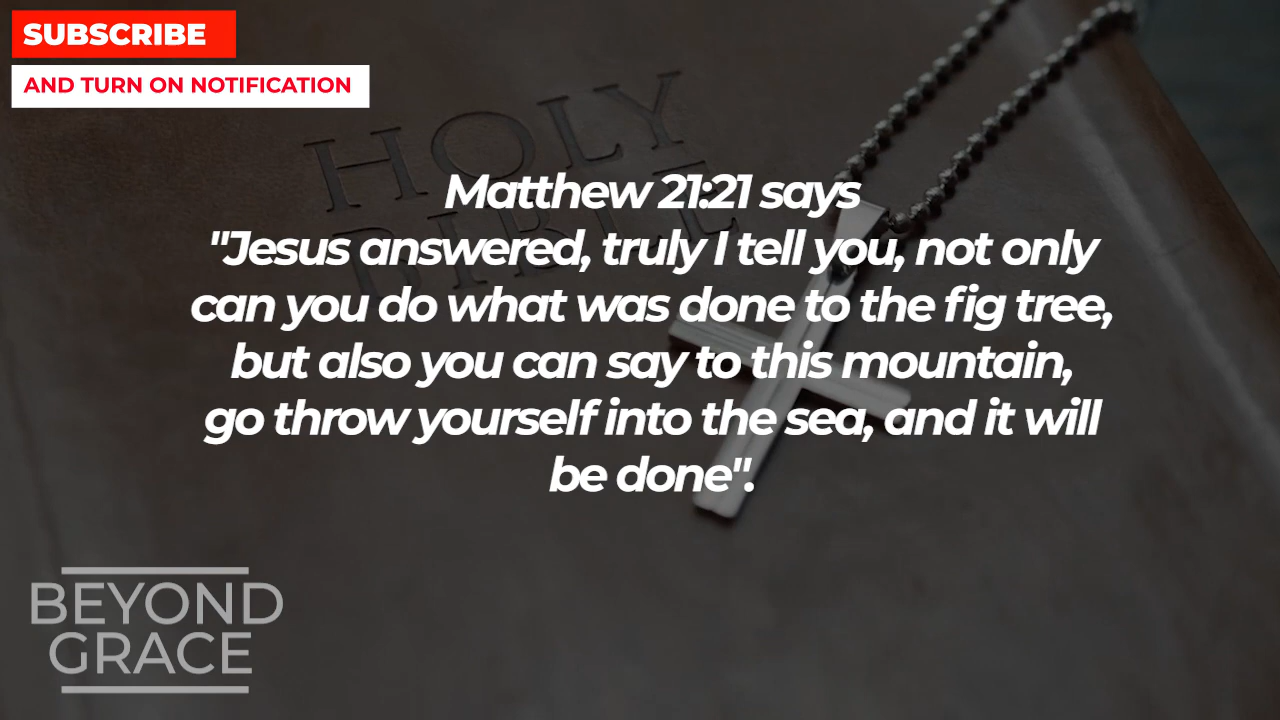 SUBSCRIBE
AND TURN ON NOTIFICATION
HOLY
BIBLE
Matthew 21:21 says
"Jesus answered, truly I tell you, not only
can you do what was done to the fig tree,
but also you can say to this mountain,
go throw yourself into the sea, and it will
be done".
BEYOND
GRACE